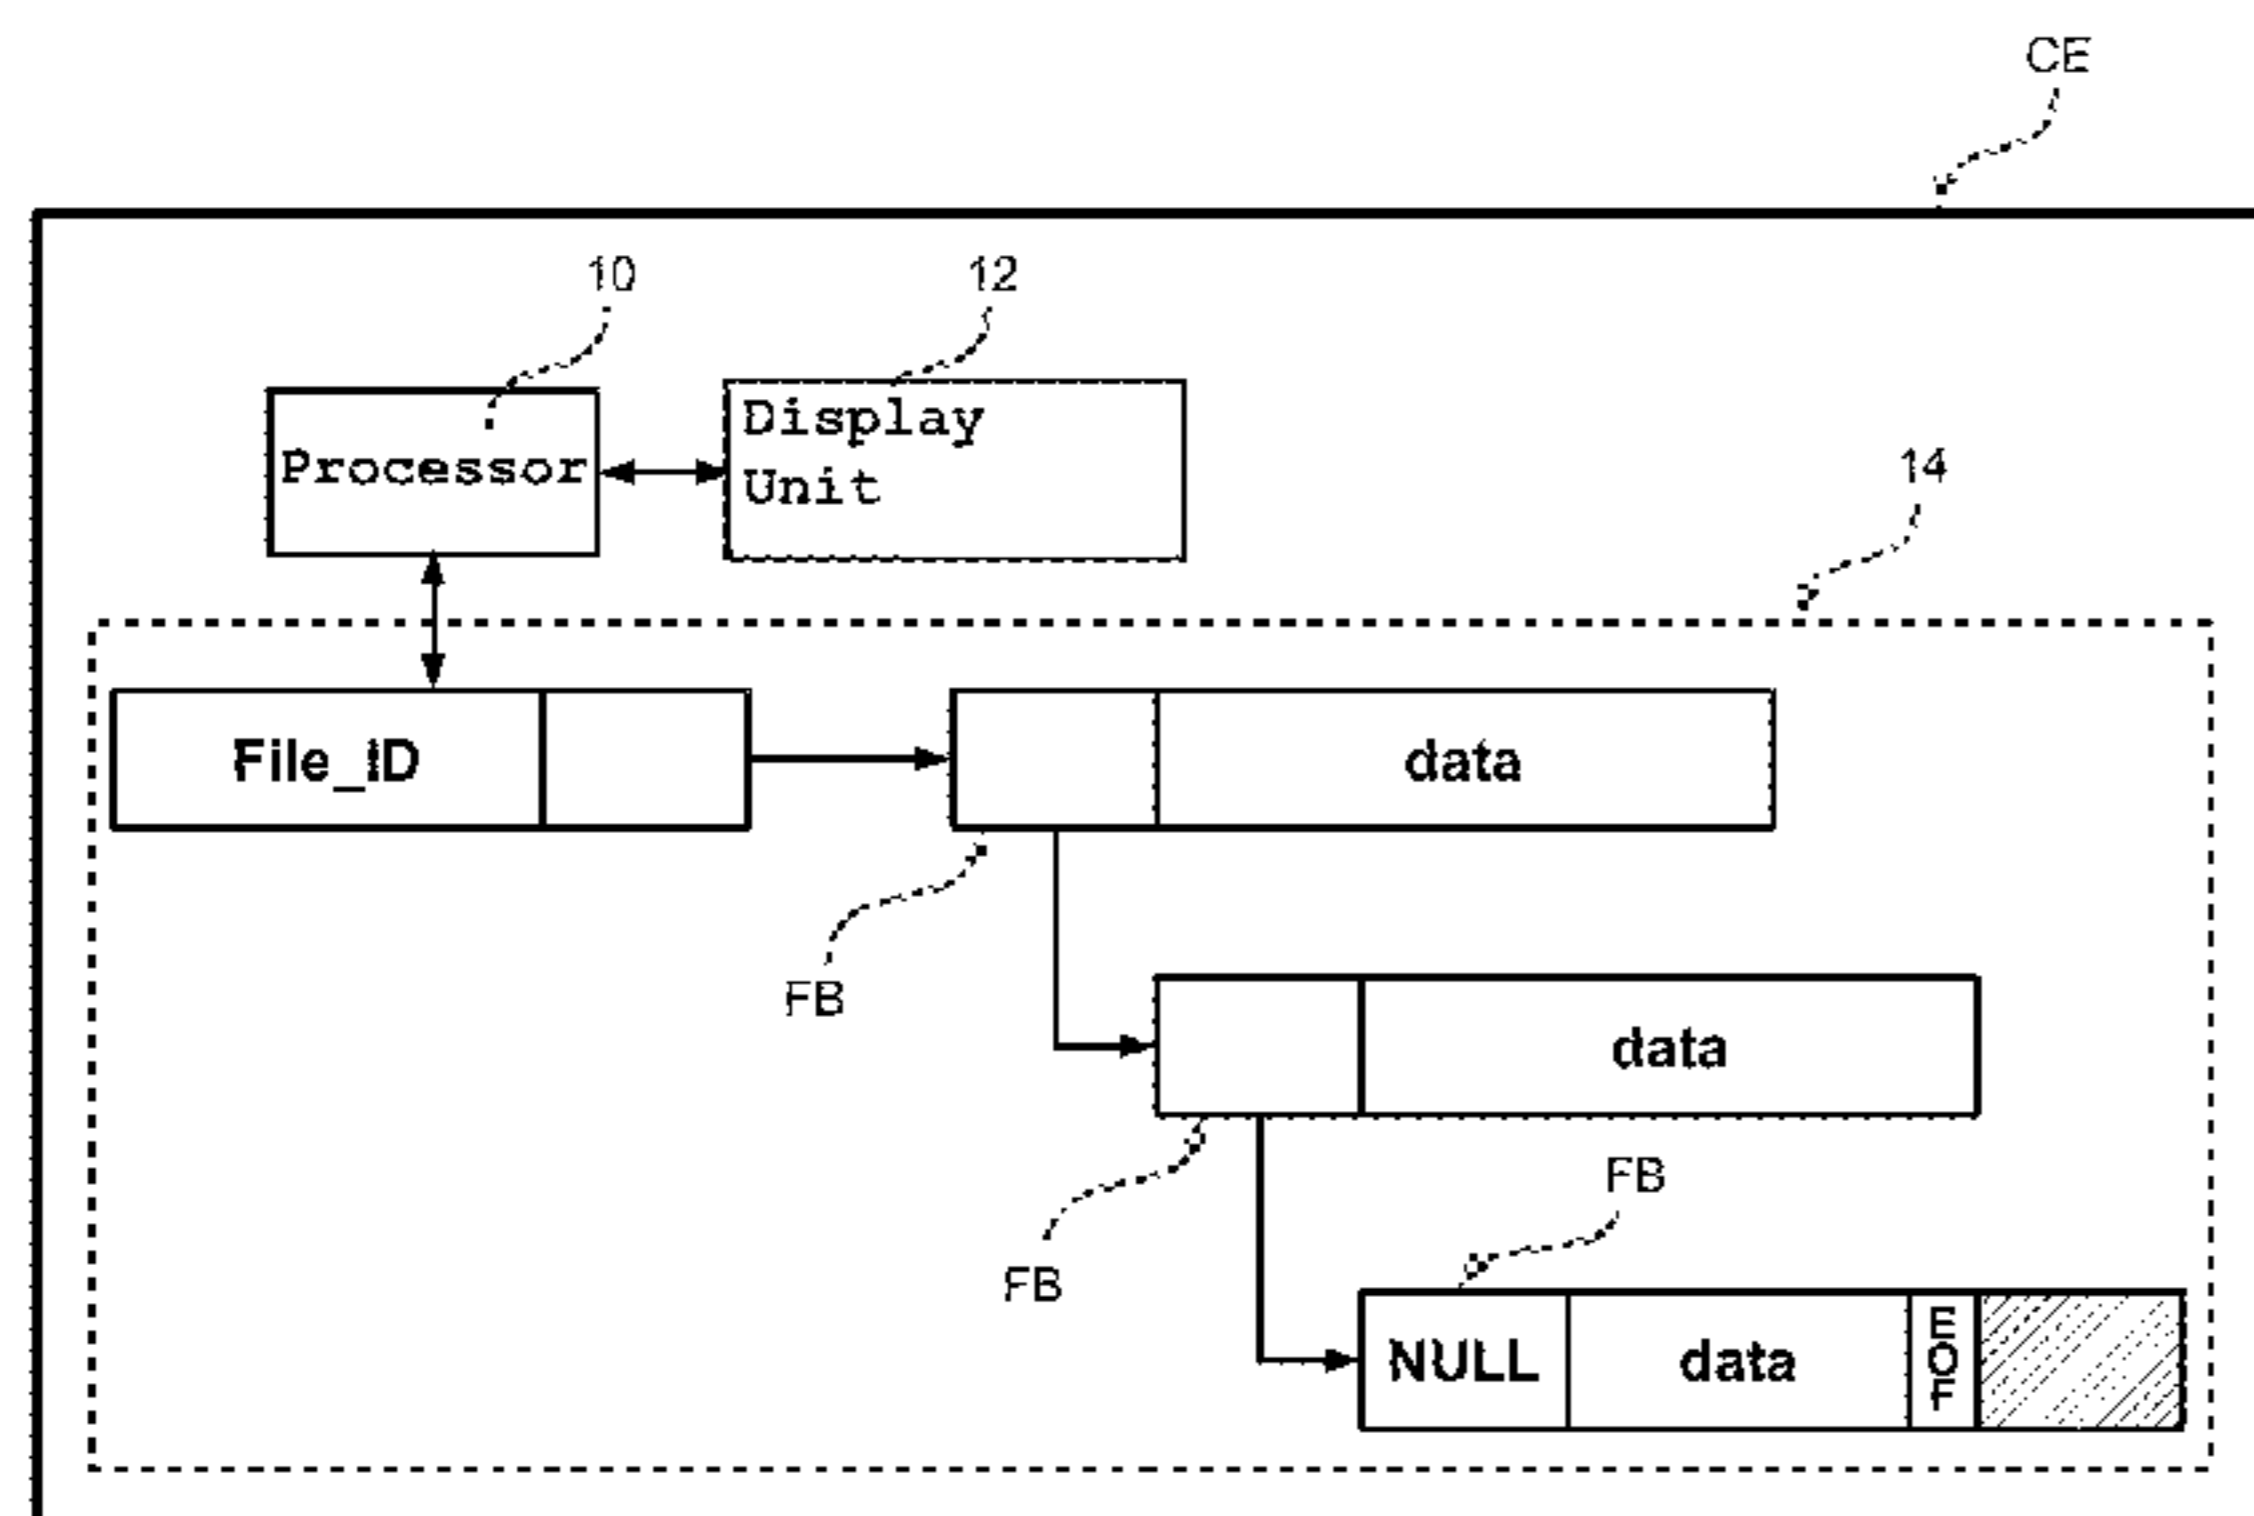 CE
10
12
Display
Unit
Processor
14
File_ID
data
FB
data
FB
FB
NULL
data
EOF